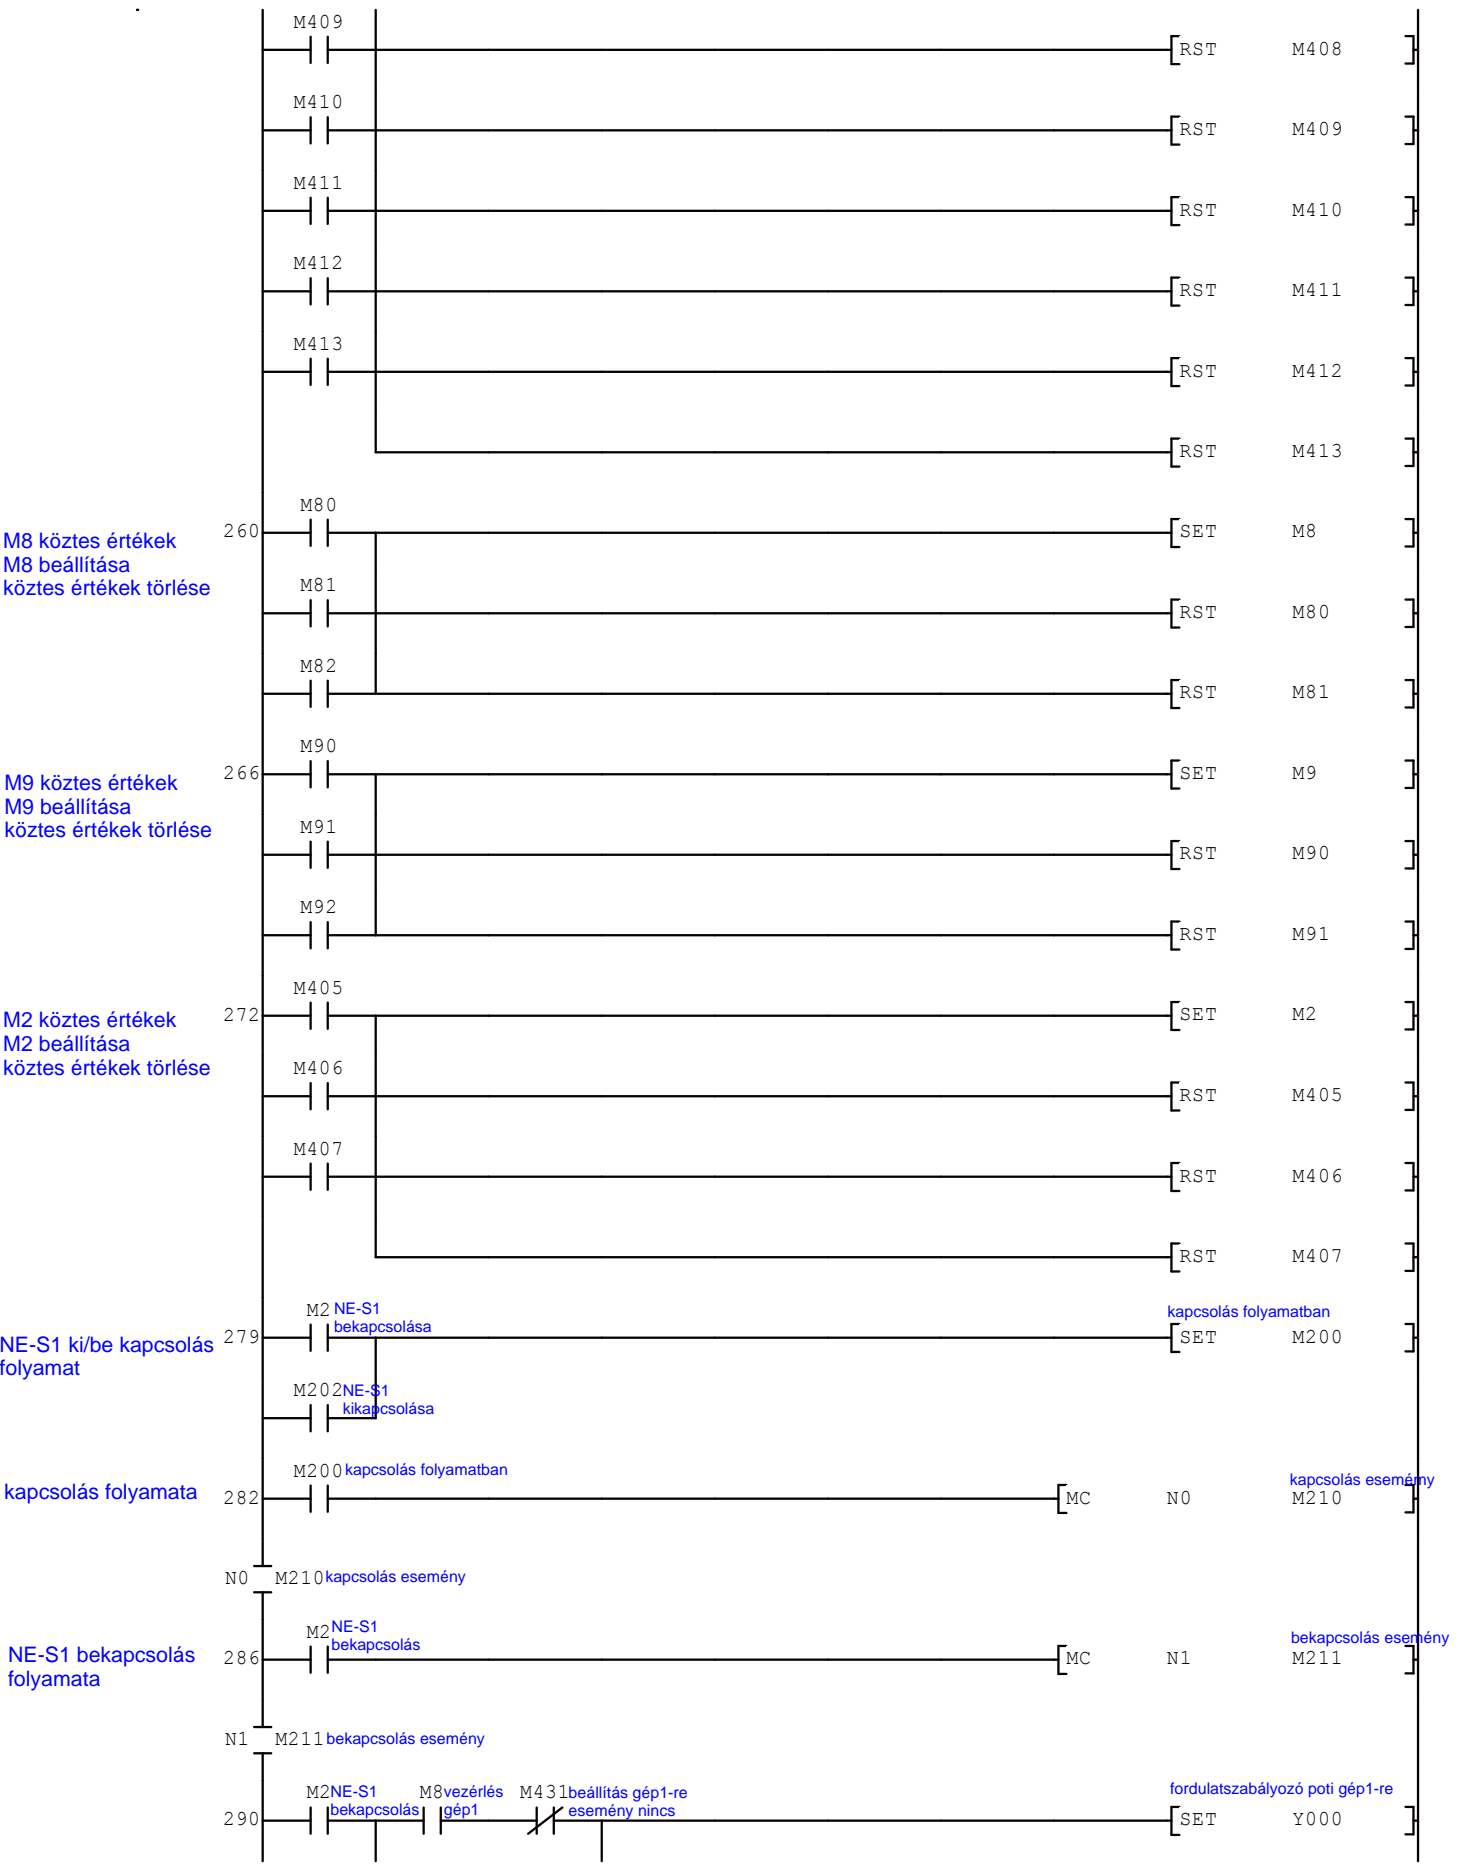 M409
RST M408
M410
RST M409
M411
RST M410
M412
RST M411
M413
RST M412
RST M413
M8 köztes értékek
M8 beállítása
köztes értékek törlése
M80
260 SET M8
M81
RST M80
M82
RST M81
M9 köztes értékek
M9 beállítása
köztes értékek törlése
M90
266 SET M9
M91
RST M90
M92
RST M91
M2 köztes értékek
M2 beállítása
köztes értékek törlése
M405
272 SET M2
M406
RST M405
M407
RST M406
RST M407
NE-S1 ki/be kapcsolás
folyamat
M2 NE-S1
bekapcsolása
kapcsolás folyamatban
279 SET M200
M202 NE-S1
kikapcsolása
kapcsolás folyamata
M200 kapcsolás folyamatban
kapcsolás esemény
282 MC N0 M210
N0 M210 kapcsolás esemény
NE-S1 bekapcsolás
folyamata
M2 NE-S1
bekapcsolás
bekapcsolás esemény
286 MC N1 M211
N1 M211 bekapcsolás esemény
M2 NE-S1
bekapcsolás
M8 vezérlés
gép1
M431 beállítás gép1-re
esemény nincs
fordulatszabályozó poti gép1-re
290 SET Y000